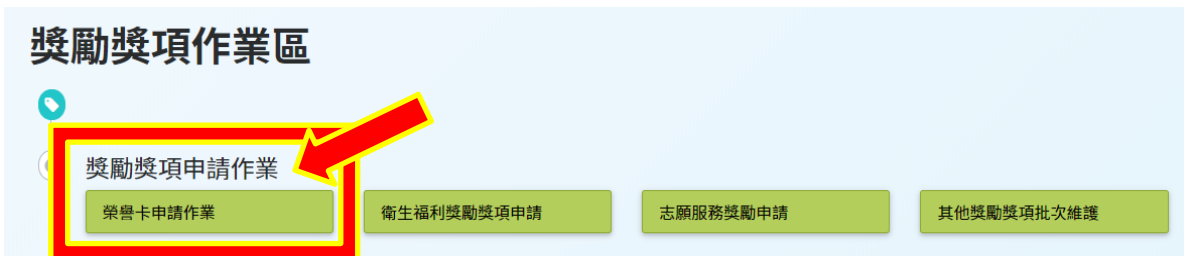 獎勵獎項作業區
獎勵獎項申請作業
榮譽卡申請作業
衛生福利獎勵獎項申請
志願服務獎勵申請
其他獎勵獎項批次維護